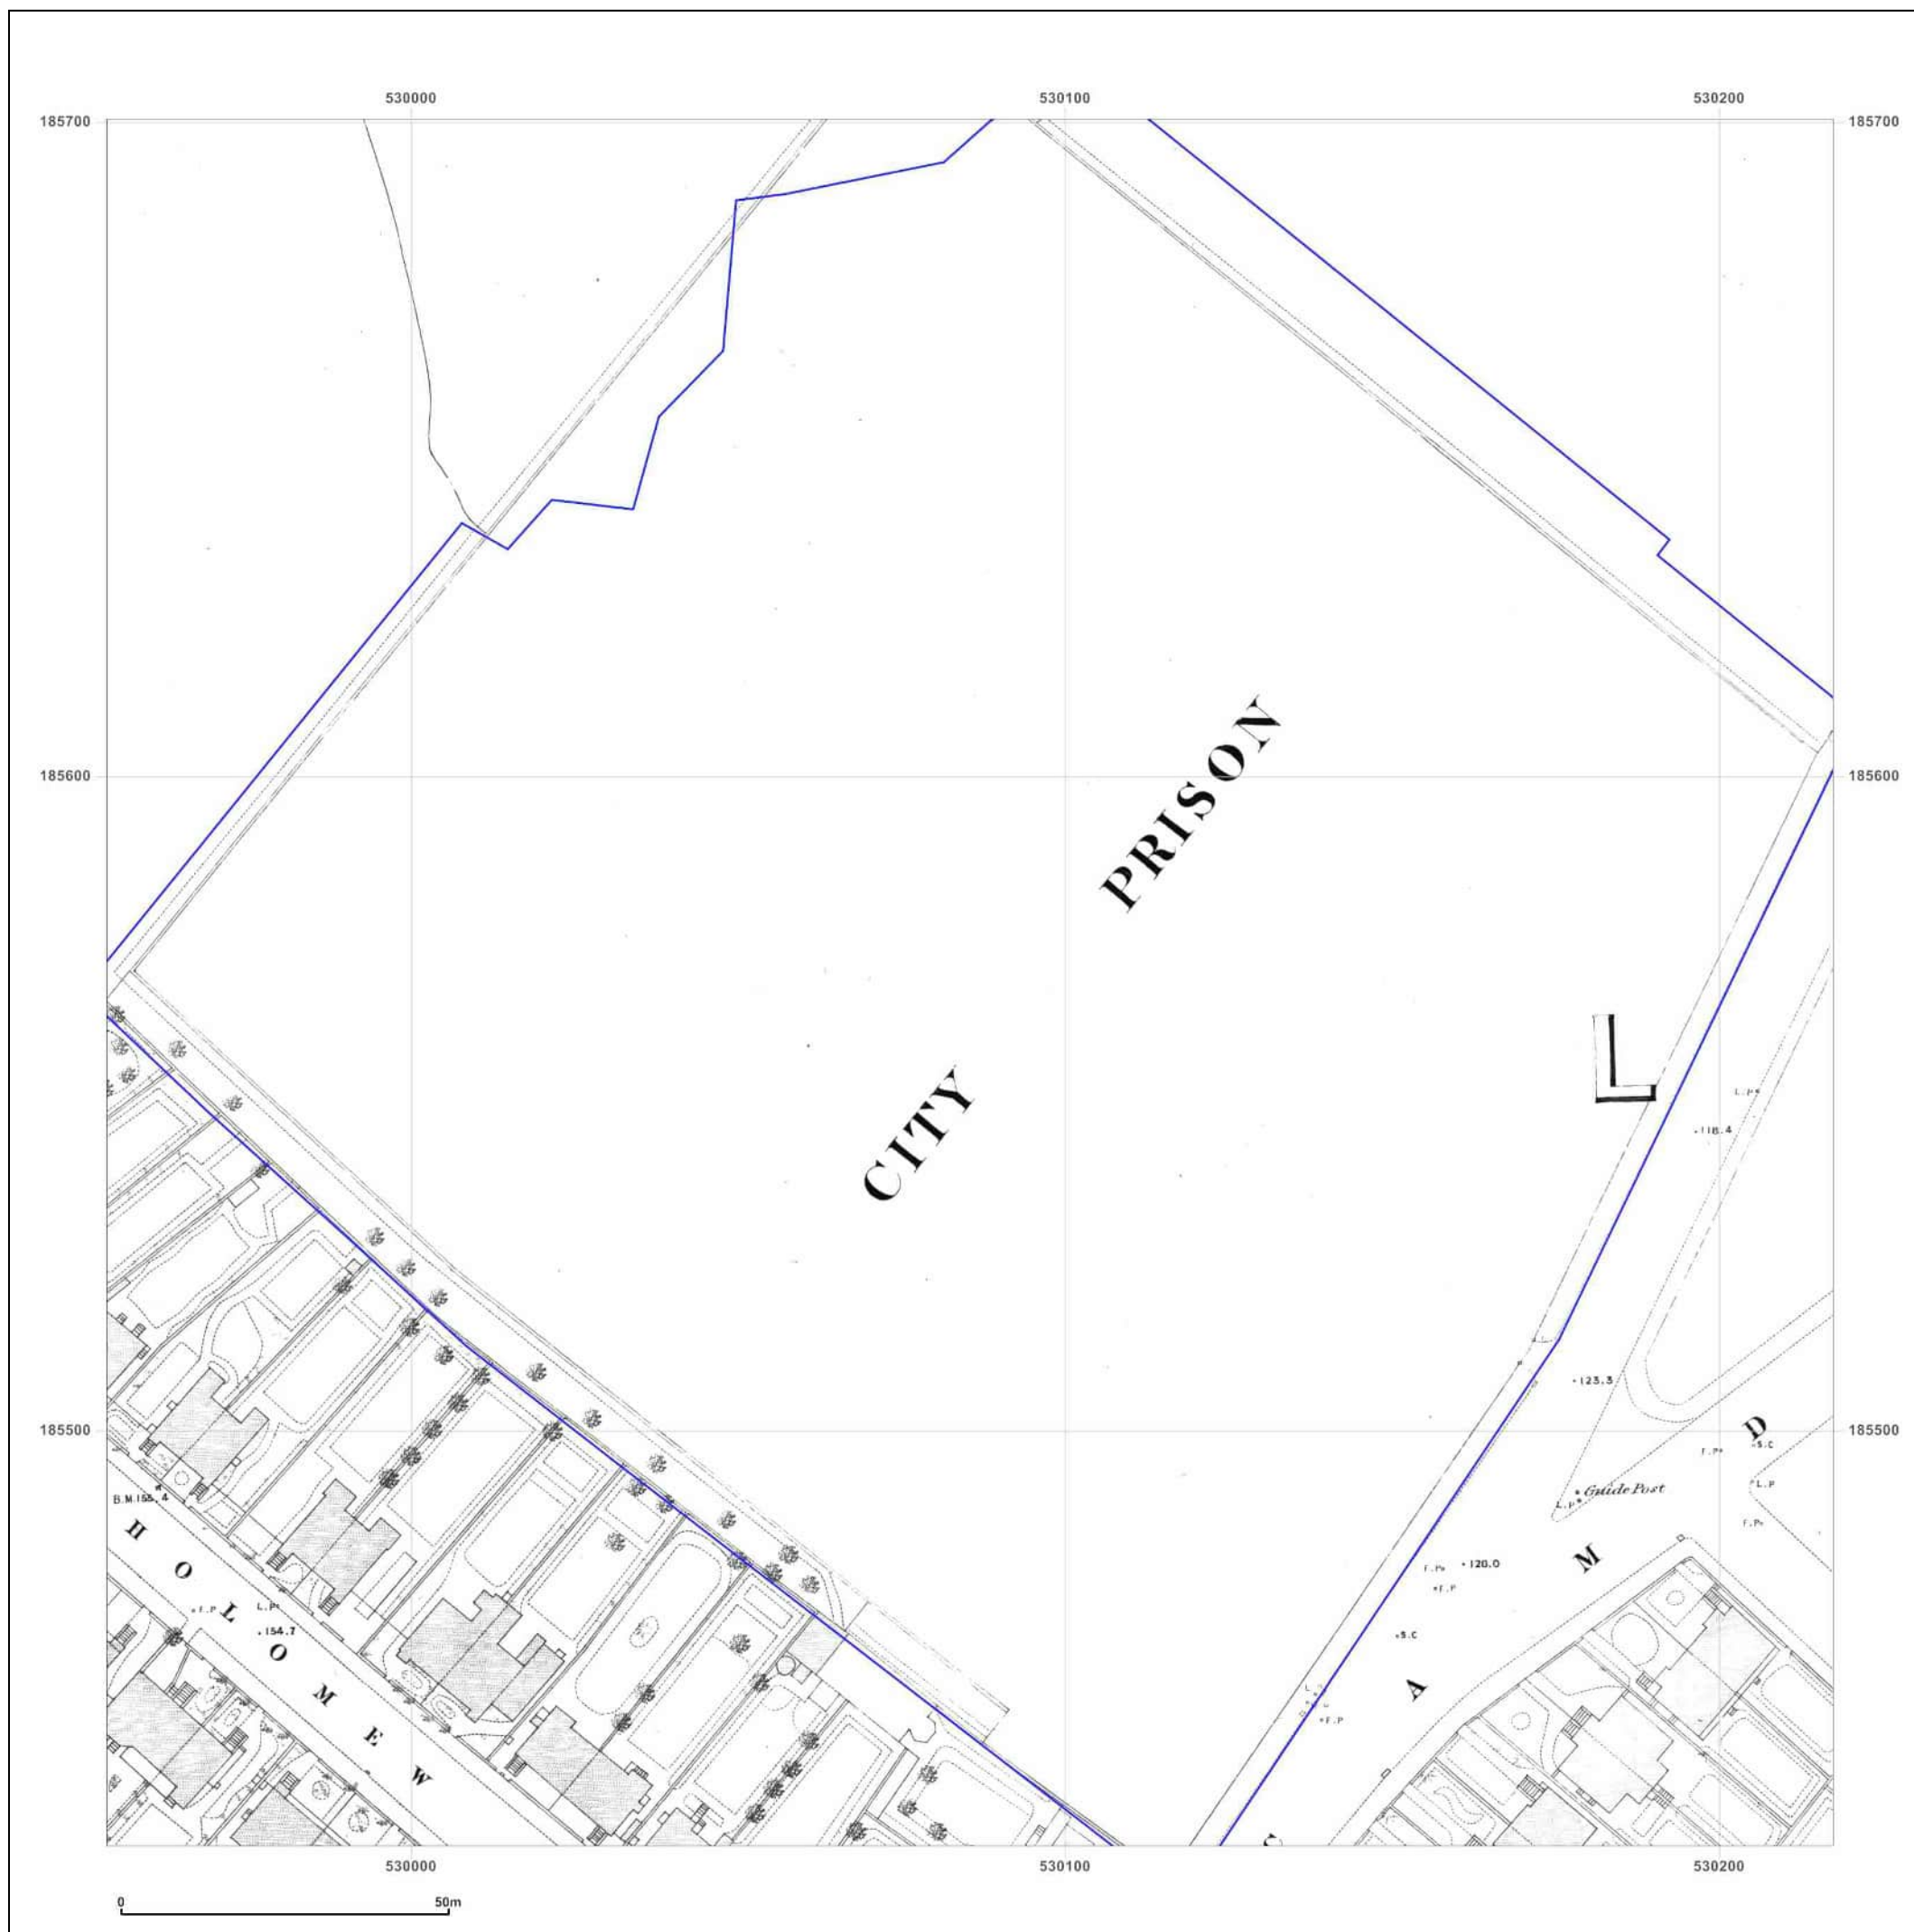 530000 530100 530200
185700 185700
PRISON
185600 185600
CITY
L
L.P
118.4
123.3
D
185500 185500
F.P S.C
L.P
Guide Post
L.P
B.M.155.4
F.P
M
H
O
L
O
M
E
W
F.P 120.0
F.P
F.P L.P
154.7
S.C
A
F.P
S
530000 530100 530200
0 50m